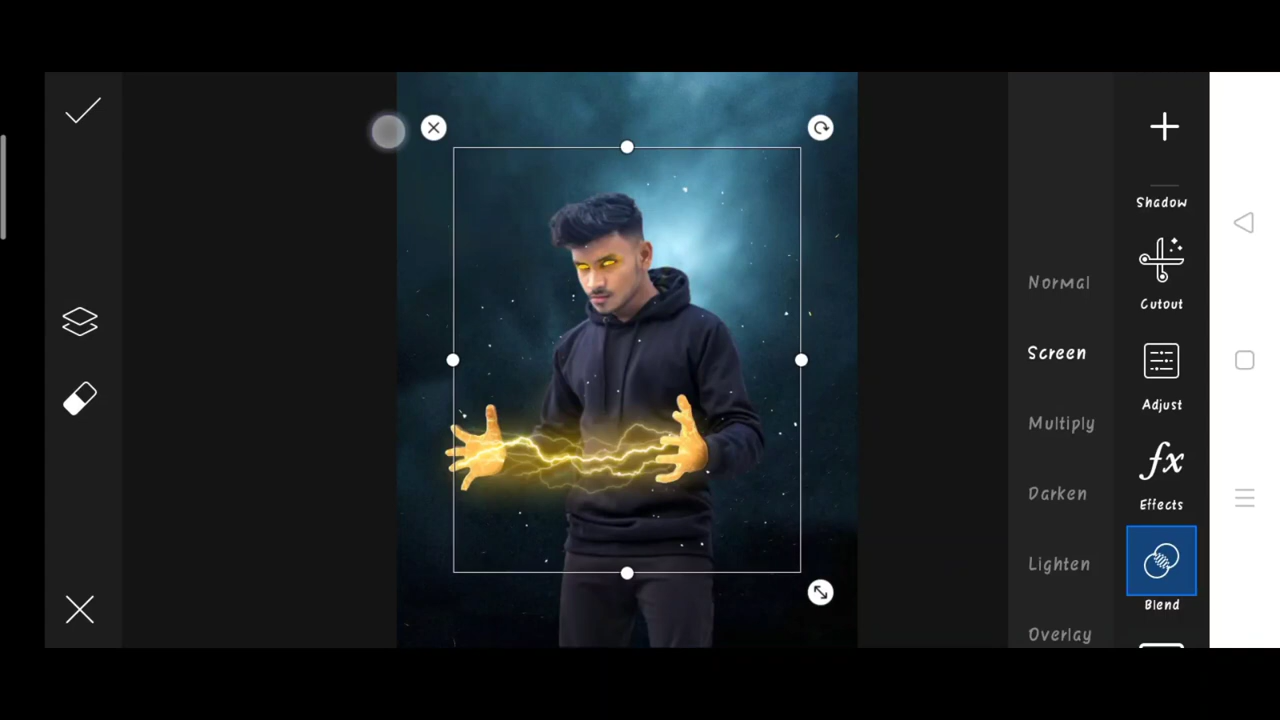 Shadow
Cutout
Normal
Screen
Adjust
Multiply
Darken
Effects
Lighten
Blend
Overlay